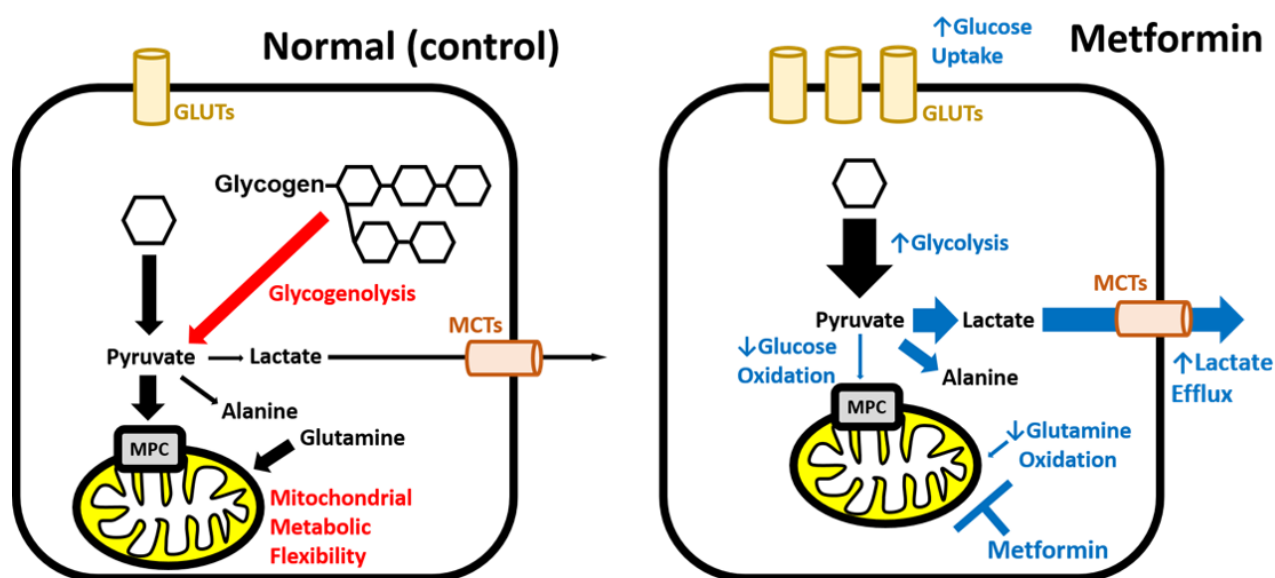 Normal (control)
GLUTs
Glycogen
Glycogenolysis
MCTs
Pyruvate
Lactate
Alanine
MPC
Glutamine
Mitochondrial
Metabolic
Flexibility
Metformin
↑Glucose
Uptake
GLUTs
↑Glycolysis
MCTs
Pyruvate
Lactate
↓Glucose
Oxidation
Alanine
↑Lactate
Efflux
MPC
↓Glutamine
Oxidation
Metformin